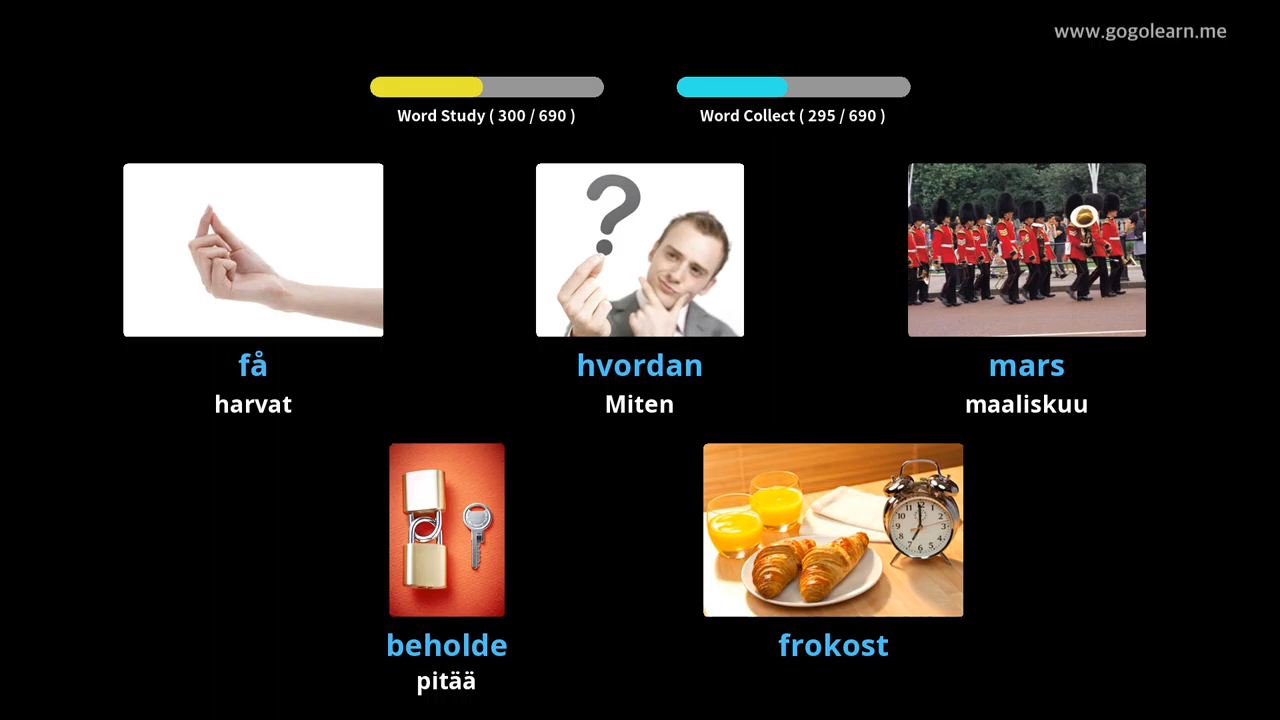 www.gogolearn.me
Word Study ( 300 / 690 )
Word Collect ( 295 / 690 )
få
harvat
hvordan
Miten
mars
maaliskuu
beholde
pitää
frokost